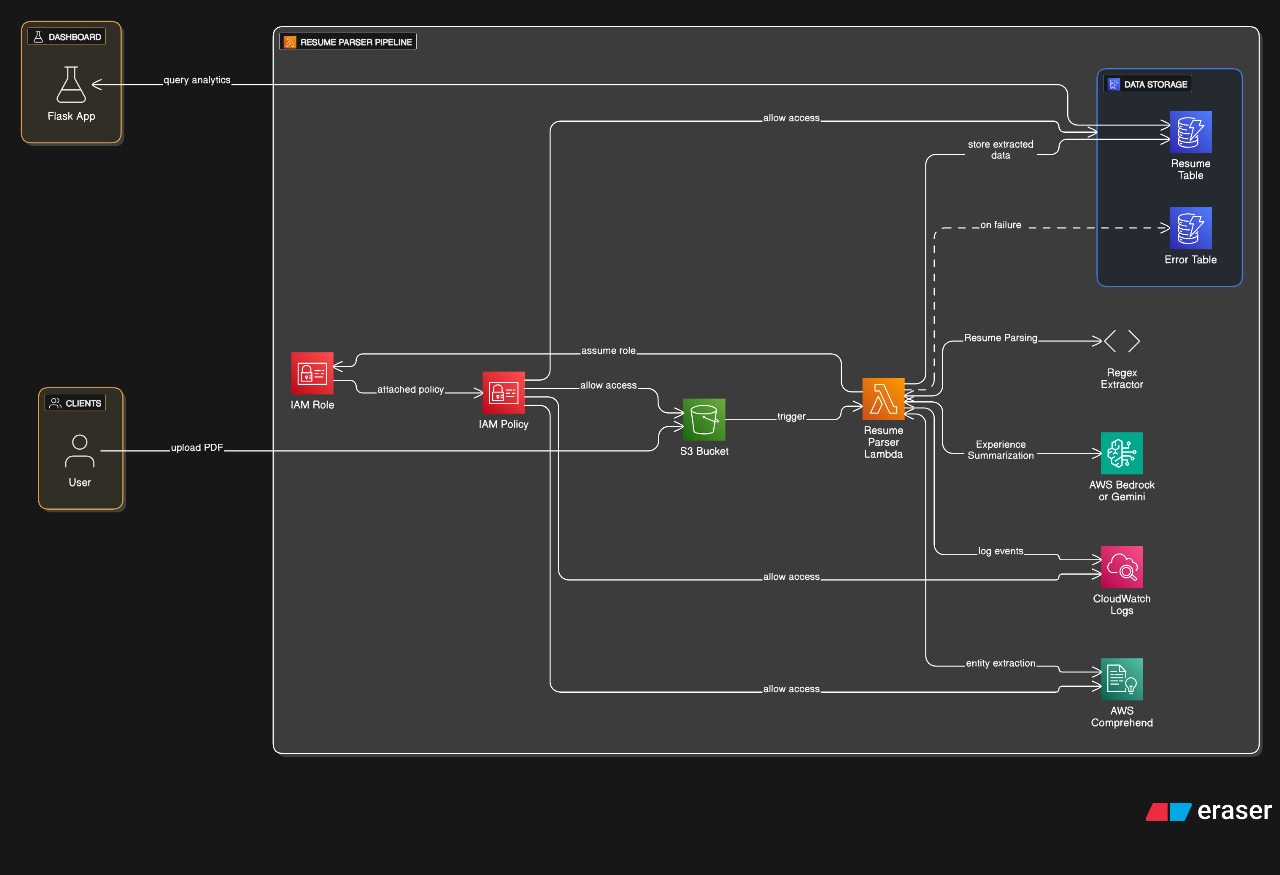 DASHBOARD
Flask App
RESUME PARSER PIPELINE
query analytics
DATA STORAGE
allow access
store extracted
data
Resume
Table
on failure
Error Table
Resume Parsing
Regex
Extractor
assume role
IAM Role
attached policy
IAM Policy
allow access
S3 Bucket
trigger
Resume
Parser
Lambda
CLIENTS
User
upload PDF
Experience
Summarization
AWS Bedrock
or Gemini
log events
allow access
CloudWatch
Logs
entity extraction
allow access
AWS
Comprehend
eraser